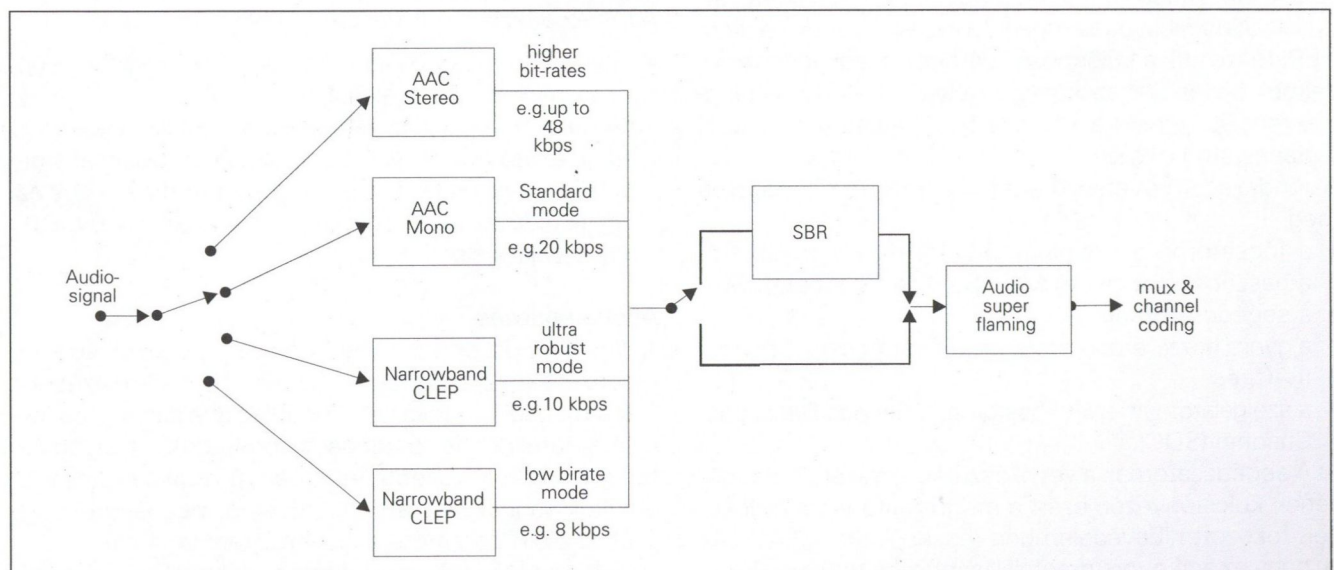 AAC
Stereo
higher
bit-rates
e.g.up to
48
kbps
AAC
Mono
Standard
mode
e.g.20 kbps
Audio-
signal
SBR
Audio
super
flaming
mux &
channel
coding
Narrowband
CLEP
ultra
robust
mode
e.g.10 kbps
Narrowband
CLEP
low birate
mode
e.g. 8 kbps